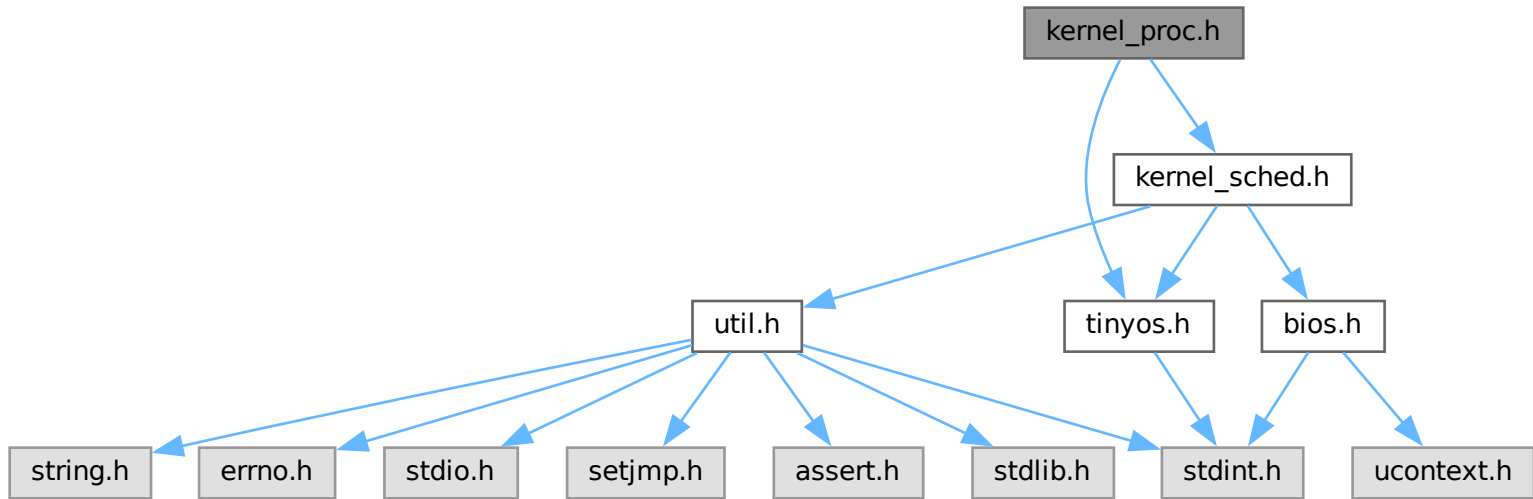 kernel_proc.h
kernel_sched.h
util.h
tinyos.h
bios.h
string.h
errno.h
stdio.h
setjmp.h
assert.h
stdlib.h
stdint.h
ucontext.h